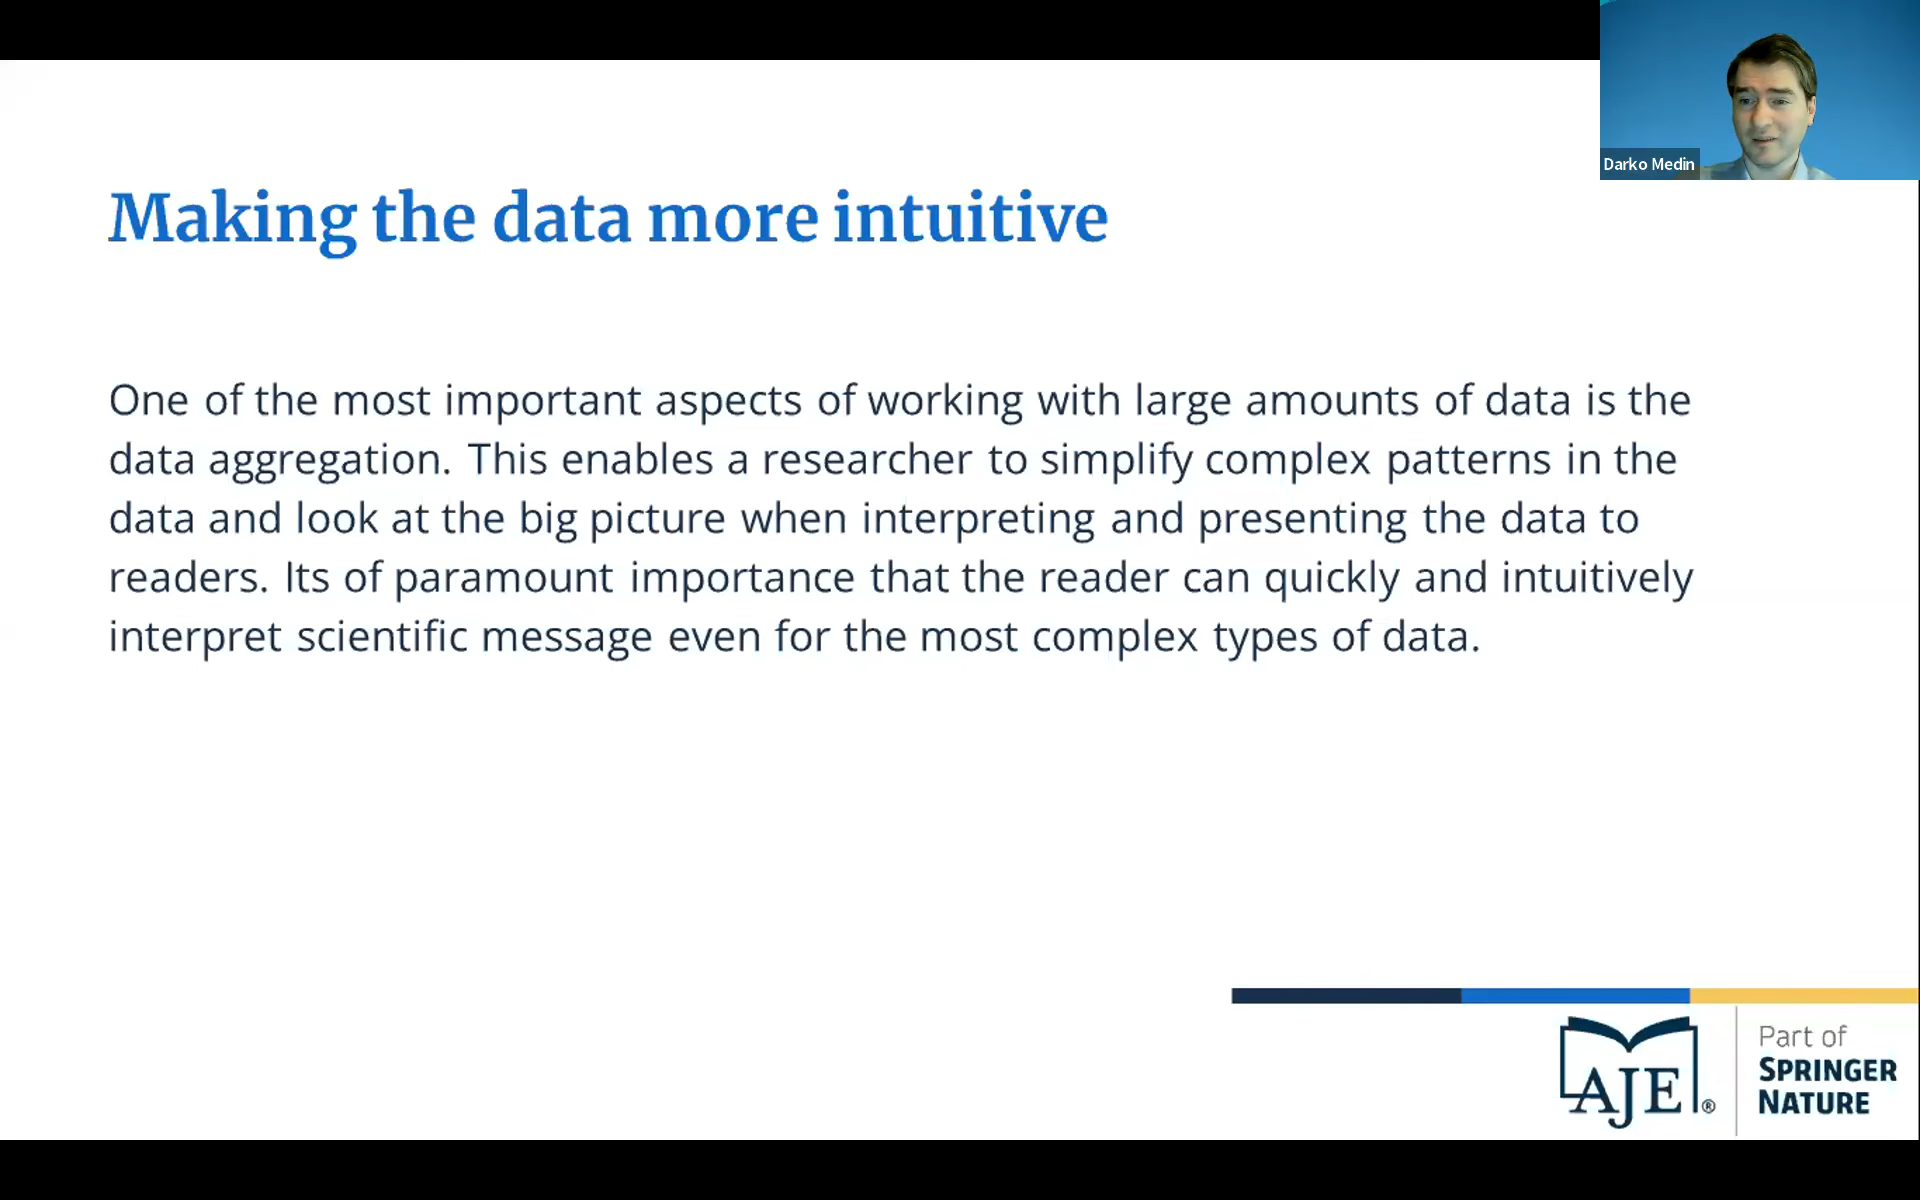 Darko Medin
Making the data more intuitive
One of the most important aspects of working with large amounts of data is the
data aggregation. This enables a researcher to simplify complex patterns in the
data and look at the big picture when interpreting and presenting the data to
readers. Its of paramount importance that the reader can quickly and intuitively
interpret scientific message even for the most complex types of data.
AJE®
Part of
SPRINGER
NATURE